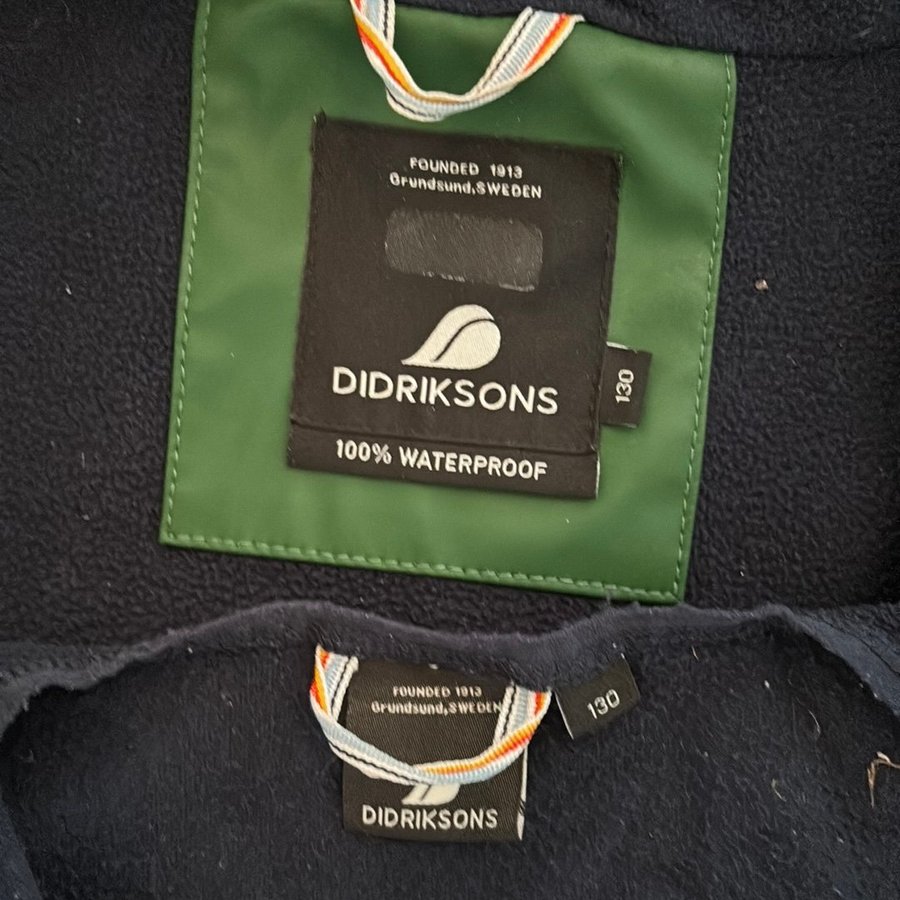 FOUNDED 1913
Grundsund,SWEDEN
DIDRIKSONS
130
100% WATERPROOF
FOUNDED 1913
Grundsund,SWEDEN
130
DIDRIKSONS